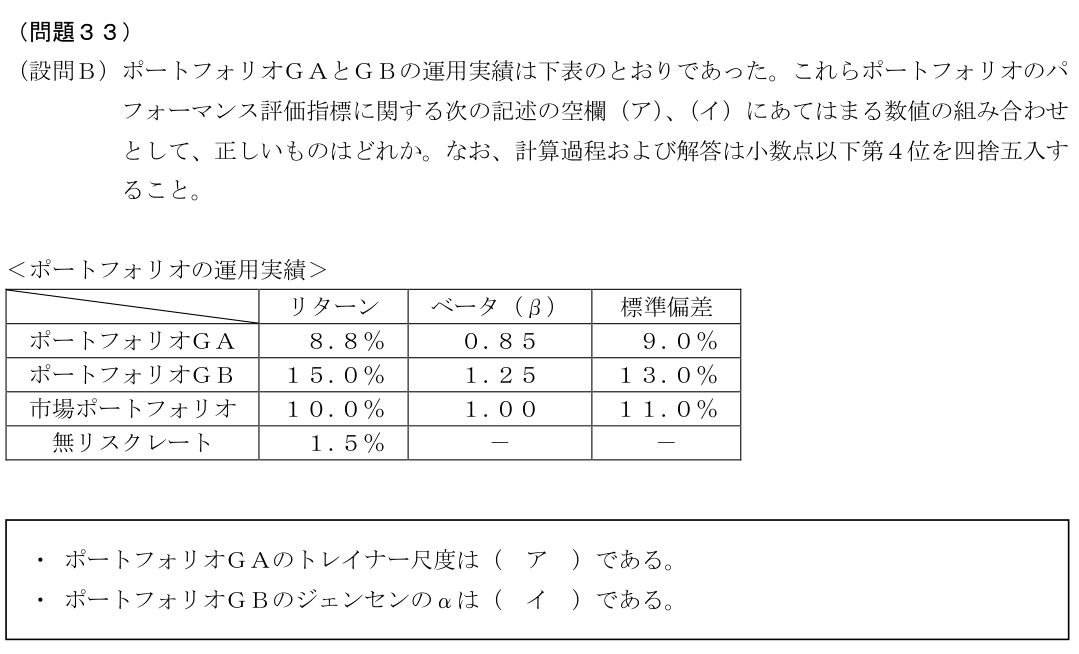 （問題３３）
（設問Ｂ）ポートフォリオＧＡとＧＢの運用実績は下表のとおりであった。これらポートフォリオのパ
フォーマンス評価指標に関する次の記述の空欄（ア）、（イ）にあてはまる数値の組み合わせ
として、正しいものはどれか。なお、計算過程および解答は小数点以下第４位を四捨五入す
ること。
＜ポートフォリオの運用実績＞
リターン ベータ（β） 標準偏差
ポートフォリオＧＡ ８.８％ ０.８５ ９.０％
ポートフォリオＧＢ １５.０％ １.２５ １３.０％
市場ポートフォリオ １０.０％ １.００ １１.０％
無リスクレート １.５％ － －
・ ポートフォリオＧＡのトレイナー尺度は（ ア ）である。
・ ポートフォリオＧＢのジェンセンのαは（ イ ）である。